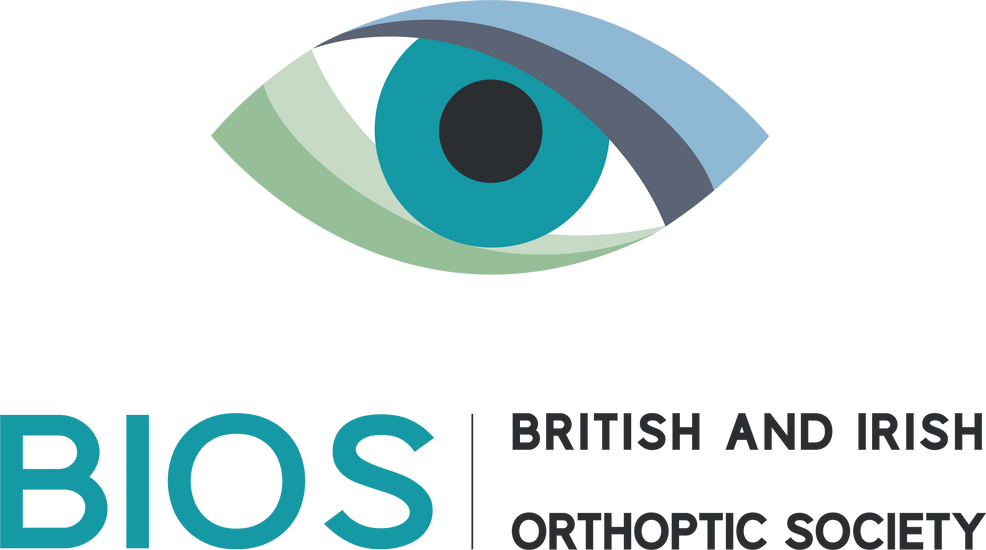 BIOS
BRITISH AND IRISH
ORTHOPTIC SOCIETY